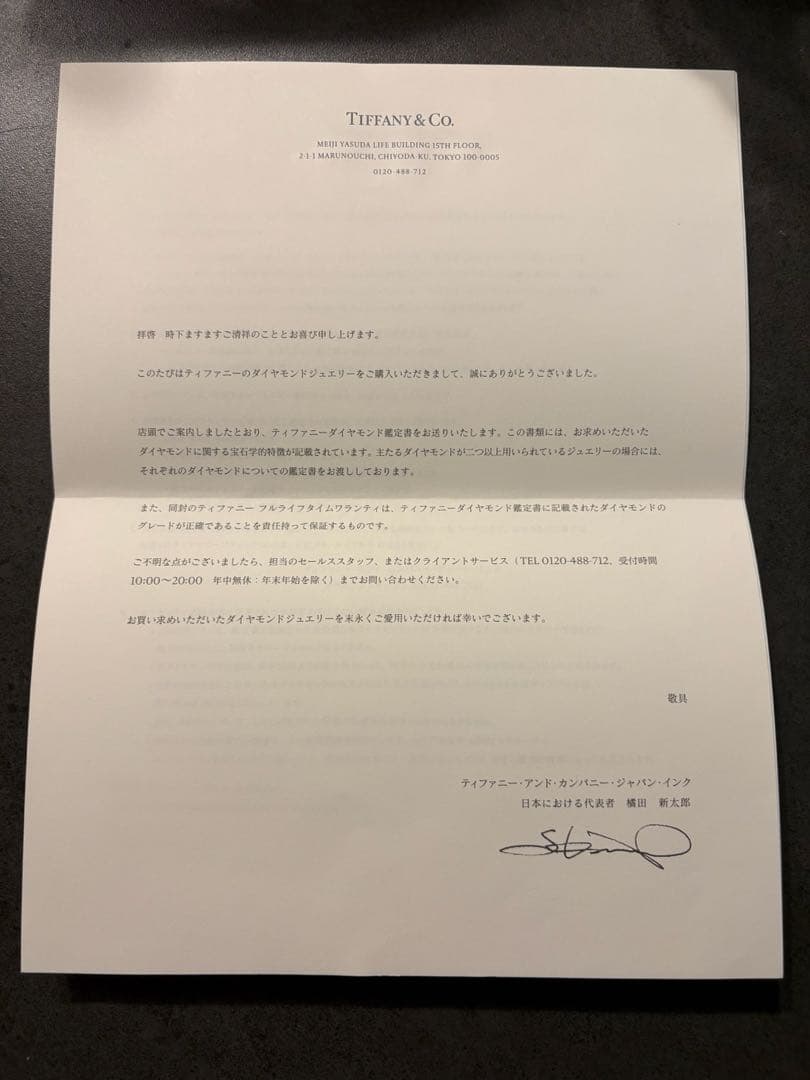 TIFFANY & CO.
MEIJI YASUDA LIFE BUILDING 15TH FLOOR,
2-1-1 MARUNOUCHI, CHIYODA-KU, TOKYO 100-0005
0120-488-712
拝啓　時下ますますご清祥のこととお喜び申し上げます。
このたびはティファニーのダイヤモンドジュエリーをご購入いただきまして、誠にありがとうございました。
店頭でご案内しましたとおり、ティファニーダイヤモンド鑑定書をお送りいたします。この書類には、お求めいただいた
ダイヤモンドに関する宝石学的特徴が記載されています。主たるダイヤモンドが二つ以上用いられているジュエリーの場合には、
それぞれのダイヤモンドについての鑑定書をお渡ししております。
また、同封のティファニー フルライフタイムワランティは、ティファニーダイヤモンド鑑定書に記載されたダイヤモンドの
グレードが正確であることを責任持って保証するものです。
ご不明な点がございましたら、担当のセールススタッフ、またはクライアントサービス（TEL 0120-488-712、受付時間
10:00〜20:00　年中無休：年末年始を除く）までお問い合わせください。
お買い求めいただいたダイヤモンドジュエリーを末永くご愛用いただければ幸いでございます。
敬具
ティファニー・アンド・カンパニー・ジャパン・インク
日本における代表者　橘田　新太郎